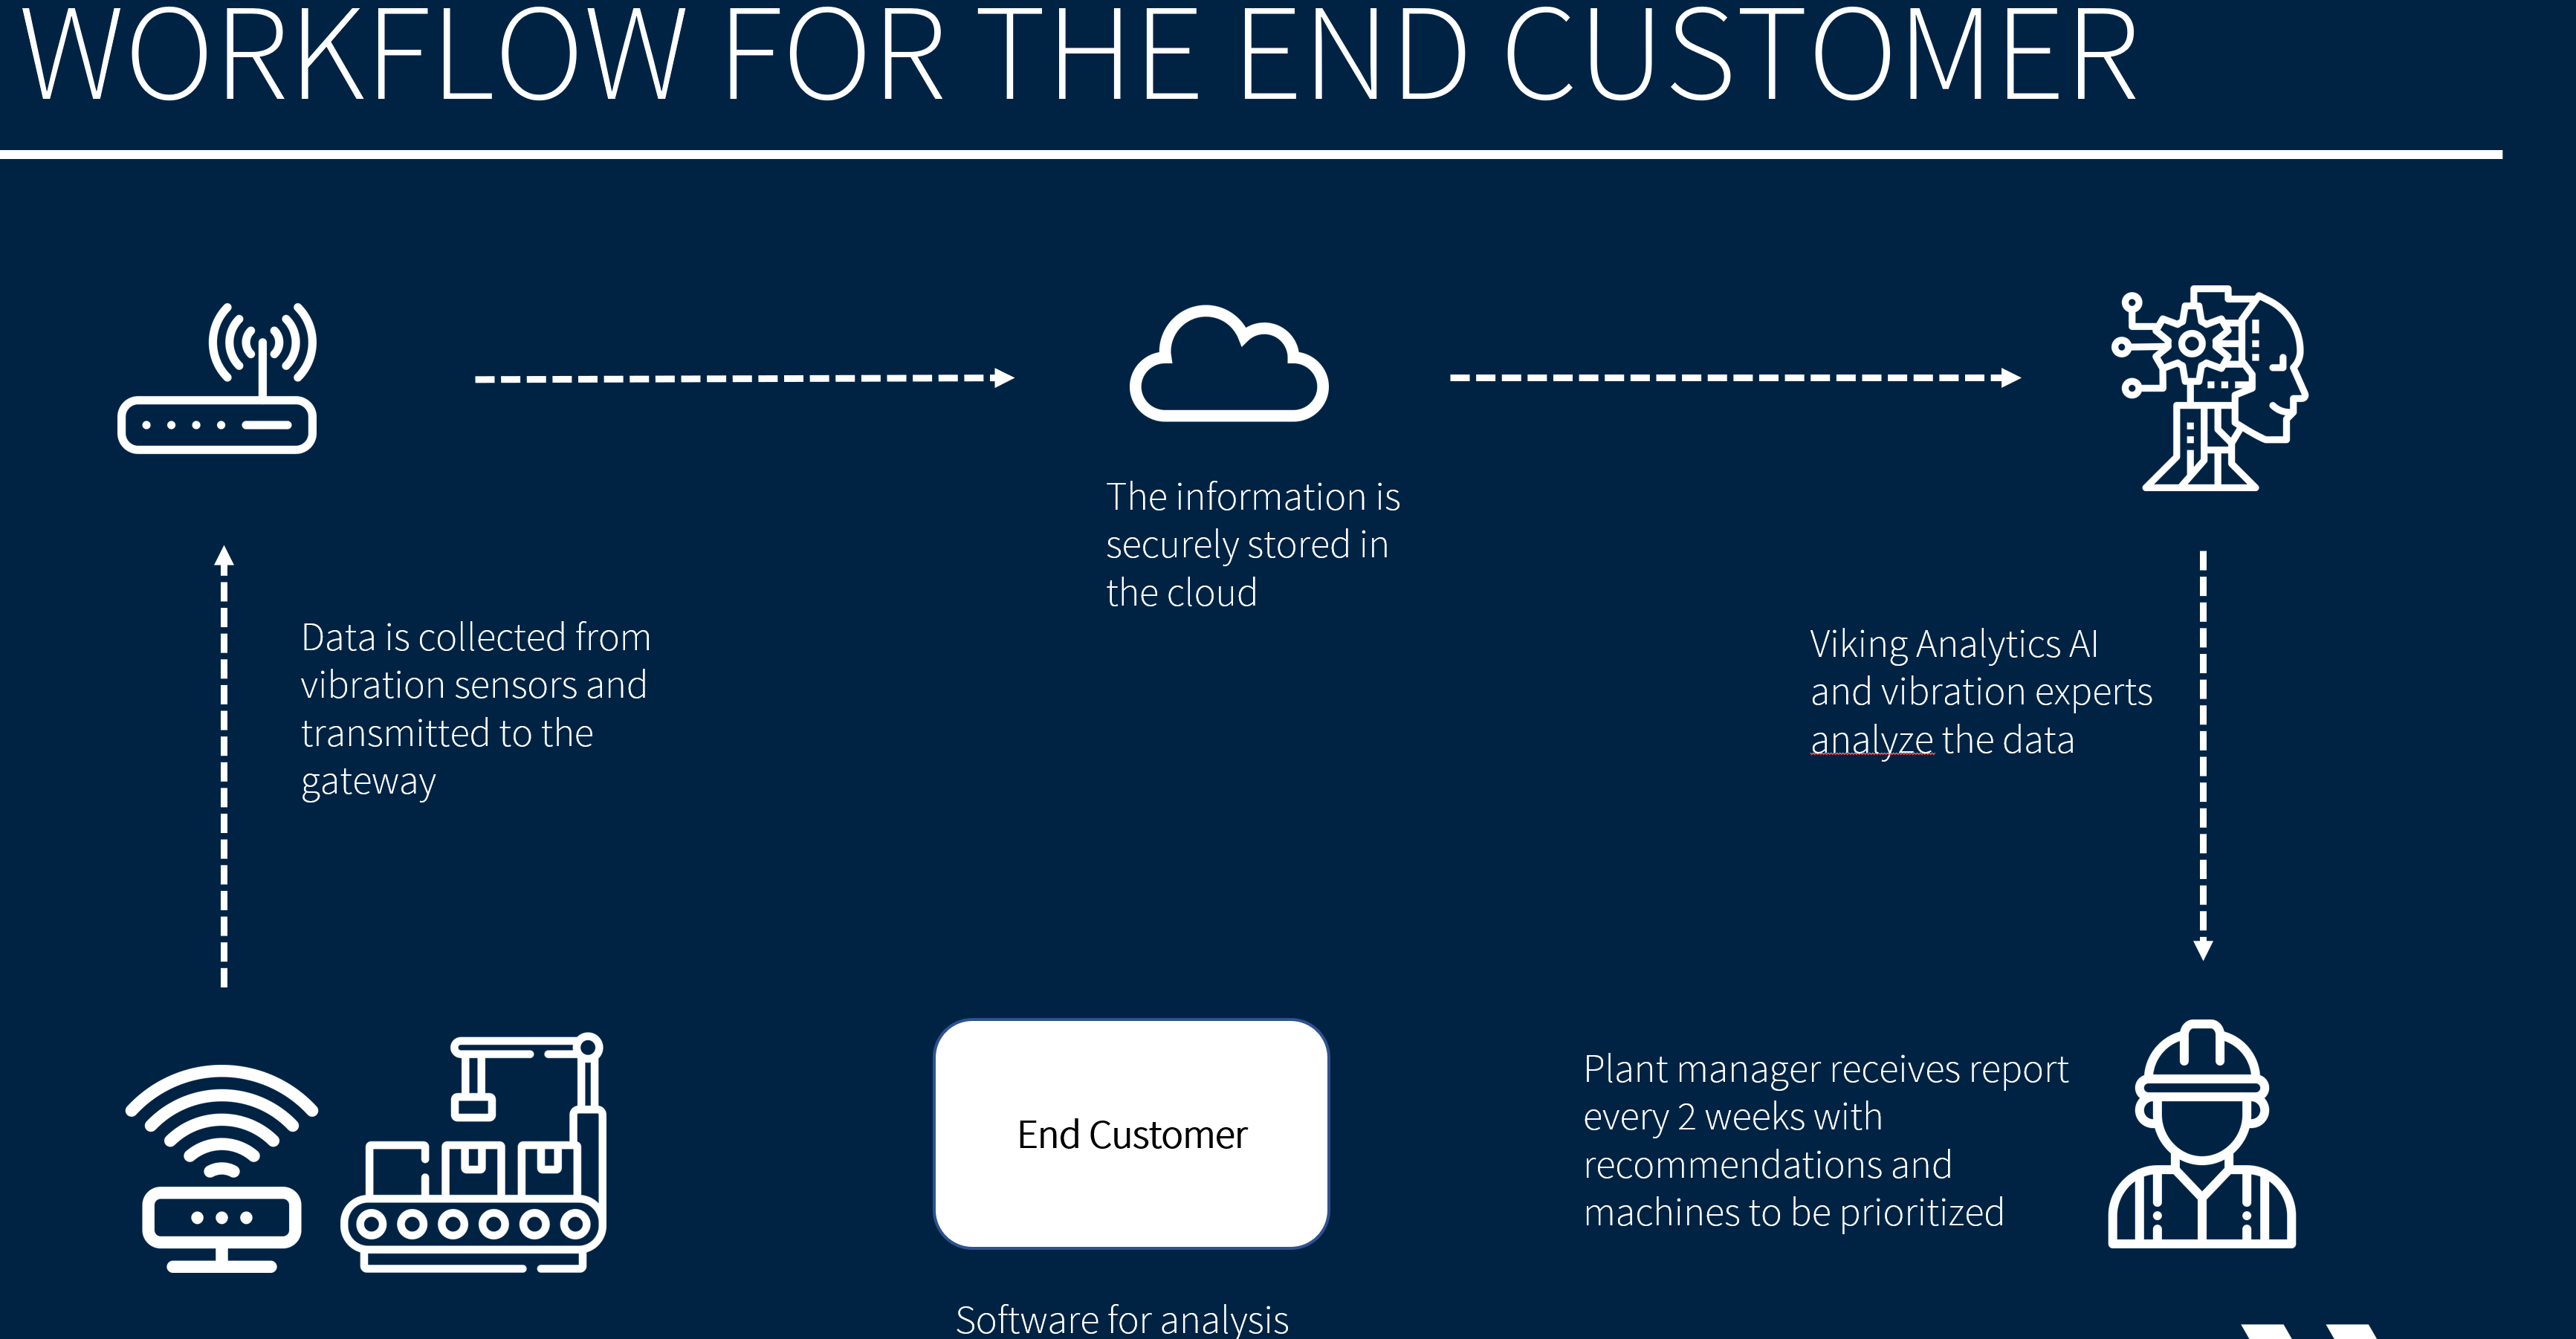 WORKFLOW FOR THE END CUSTOMER
The information is
securely stored in
the cloud
Data is collected from
vibration sensors and
transmitted to the
gateway
Viking Analytics AI
and vibration experts
analyze the data
End Customer
Plant manager receives report
every 2 weeks with
recommendations and
machines to be prioritized
Software for analysis